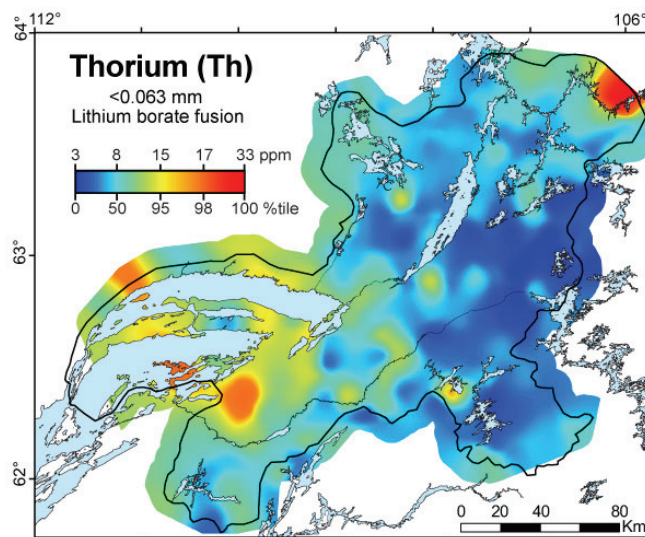 112° 106°
64°
Thorium (Th)
<0.063 mm
Lithium borate fusion
3 8 15 17 33 ppm
0 50 95 98 100 %tile
63°
62°
0 20 40 60 80
Km